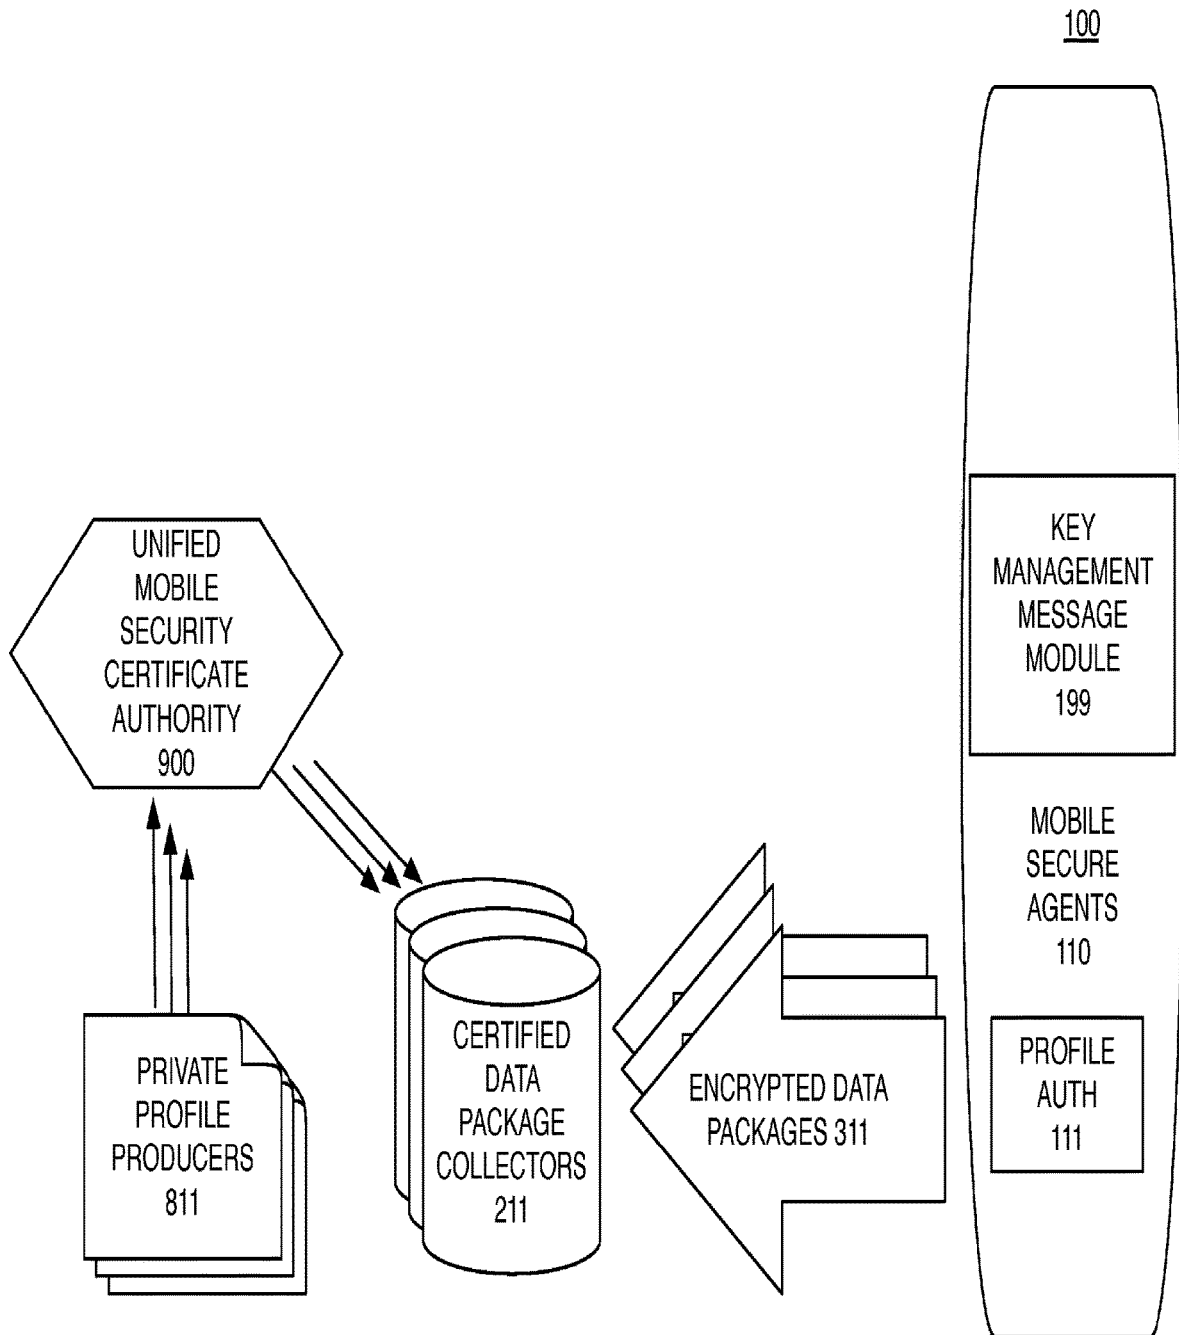 100
KEY
MANAGEMENT
MESSAGE
MODULE
199
UNIFIED
MOBILE
SECURITY
CERTIFICATE
AUTHORITY
900
MOBILE
SECURE
AGENTS
110
PRIVATE
PROFILE
PRODUCERS
811
CERTIFIED
DATA
PACKAGE
COLLECTORS
211
ENCRYPTED DATA
PACKAGES 311
PROFILE
AUTH
111